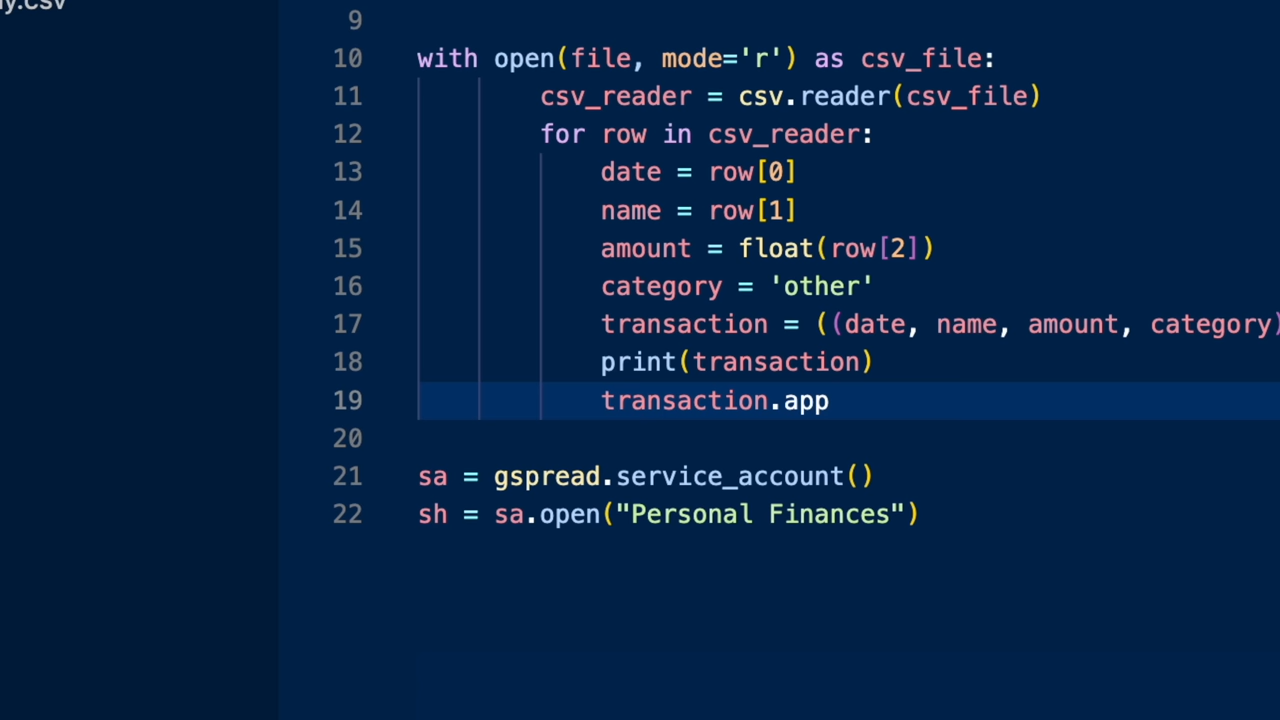 9
10 with open(file, mode='r') as csv_file:
11 csv_reader = csv.reader(csv_file)
12 for row in csv_reader:
13 date = row[0]
14 name = row[1]
15 amount = float(row[2])
16 category = 'other'
17 transaction = ((date, name, amount, category)
18 print(transaction)
19 transaction.app
20
21 sa = gspread.service_account()
22 sh = sa.open("Personal Finances")